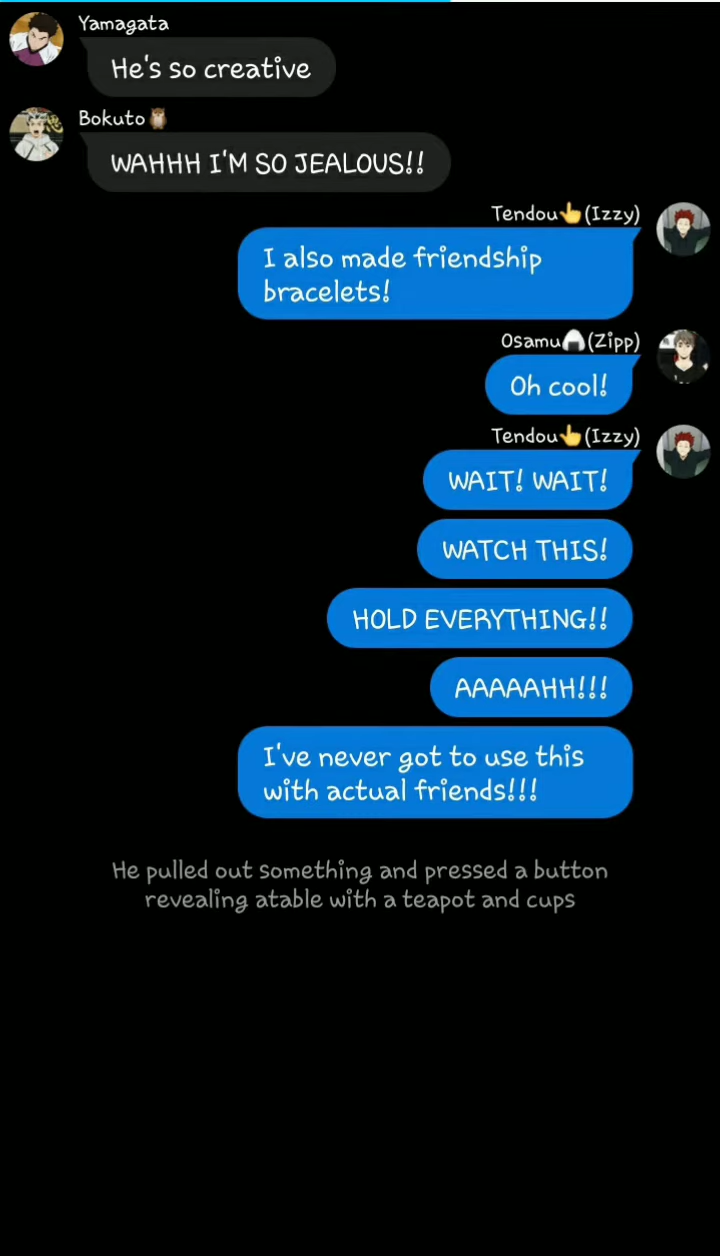 Yamagata
He's so creative
Bokuto🦉
WAHHH I'M SO JEALOUS!!
Tendou👆(Izzy)
I also made friendship
bracelets!
Osamu🍙(Zipp)
Oh cool!
Tendou👆(Izzy)
WAIT! WAIT!
WATCH THIS!
HOLD EVERYTHING!!
AAAAAHH!!!
I've never got to use this
with actual friends!!!
He pulled out something and pressed a button
revealing atable with a teapot and cups